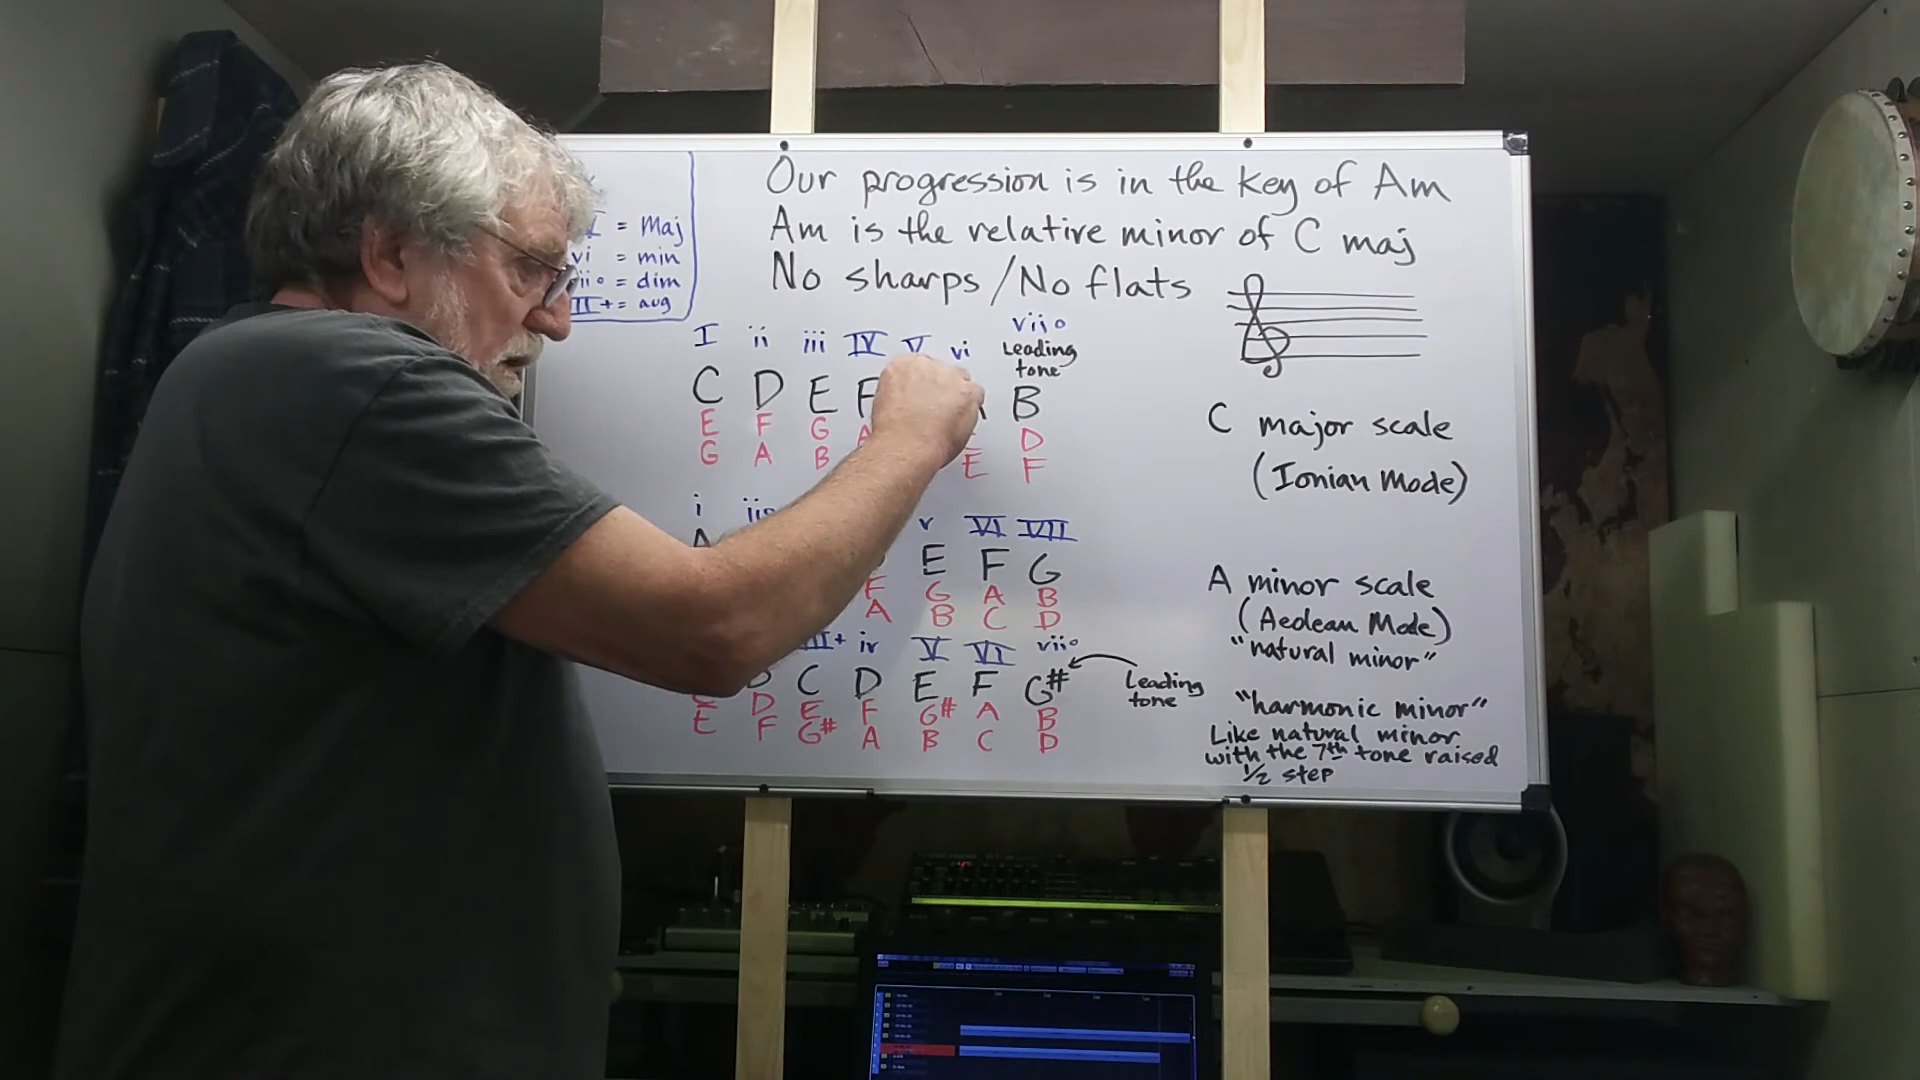 Our progression is in the key of Am
Am is the relative minor of C maj
No sharps / No flats
= Maj
vi = min
= dim
+ = aug
I ii iii IV V vi vii°
Leading
tone
C D E F B
E F G A D
G A B E F
C major scale
(Ionian Mode)
i ii° v VI VII
E F G
F G A B
A B C D
A minor scale
(Aeolean Mode)
"natural minor"
III+ iv V VI vii°
C D E F G#
Leading
tone
C D E F G# A B
E F G# A B C D
"harmonic minor"
Like natural minor
with the 7th tone raised
1/2 step